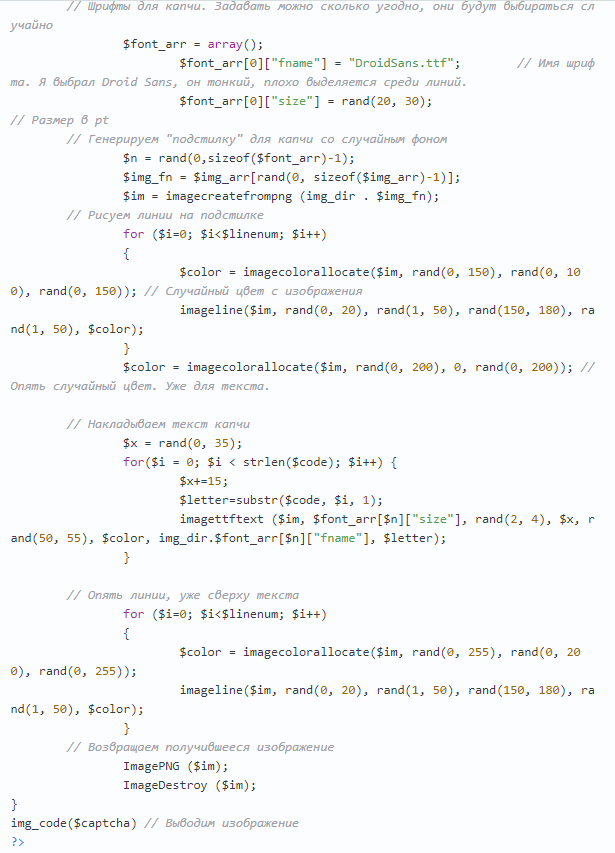 // Шрифты для капчи. Задавать можно сколько угодно, они будут выбираться сл
учайно
$font_arr = array();
$font_arr[0]["fname"] = "DroidSans.ttf"; // Имя шриф
та. Я выбрал Droid Sans, он тонкий, плохо выделяется среди линий.
$font_arr[0]["size"] = rand(20, 30);
// Размер в pt
// Генерируем "подстилку" для капчи со случайным фоном
$n = rand(0,sizeof($font_arr)-1);
$img_fn = $img_arr[rand(0, sizeof($img_arr)-1)];
$im = imagecreatefrompng (img_dir . $img_fn);
// Рисуем линии на подстилке
for ($i=0; $i<$linenum; $i++)
{
$color = imagecolorallocate($im, rand(0, 150), rand(0, 10
0), rand(0, 150)); // Случайный цвет c изображения
imageline($im, rand(0, 20), rand(1, 50), rand(150, 180), ra
nd(1, 50), $color);
}
$color = imagecolorallocate($im, rand(0, 200), 0, rand(0, 200)); //
Опять случайный цвет. Уже для текста.
// Накладываем текст капчи
$x = rand(0, 35);
for($i = 0; $i < strlen($code); $i++) {
$x+=15;
$letter=substr($code, $i, 1);
imagettftext ($im, $font_arr[$n]["size"], rand(2, 4), $x, r
and(50, 55), $color, img_dir.$font_arr[$n]["fname"], $letter);
}
// Опять линии, уже сверху текста
for ($i=0; $i<$linenum; $i++)
{
$color = imagecolorallocate($im, rand(0, 255), rand(0, 20
0), rand(0, 255));
imageline($im, rand(0, 20), rand(1, 50), rand(150, 180), ra
nd(1, 50), $color);
}
// Возвращаем получившееся изображение
ImagePNG ($im);
ImageDestroy ($im);
}
img_code($captcha) // Выводим изображение
?>